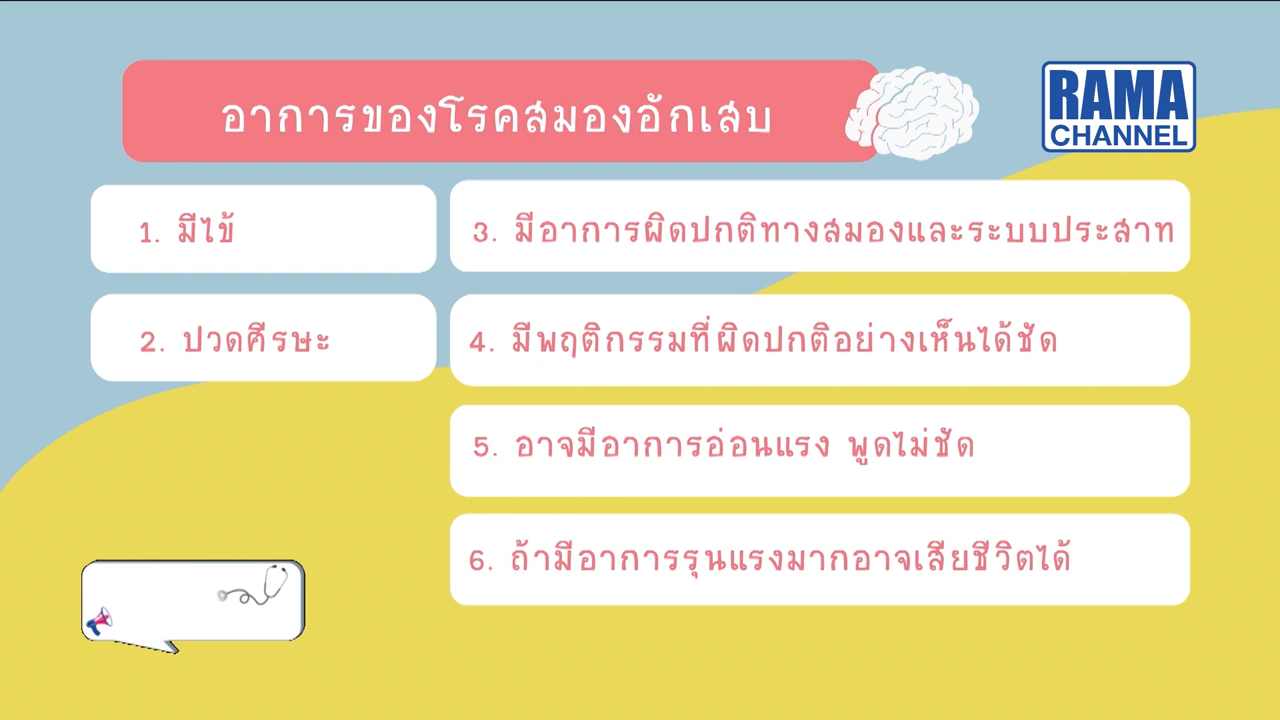 อาการของโรคสมองอักเสบ
RAMA
CHANNEL
1. มีไข้
2. ปวดศีรษะ
3. มีอาการผิดปกติทางสมองและระบบประสาท
4. มีพฤติกรรมที่ผิดปกติอย่างเห็นได้ชัด
5. อาจมีอาการอ่อนแรง พูดไม่ชัด
6. ถ้ามีอาการรุนแรงมากอาจเสียชีวิตได้